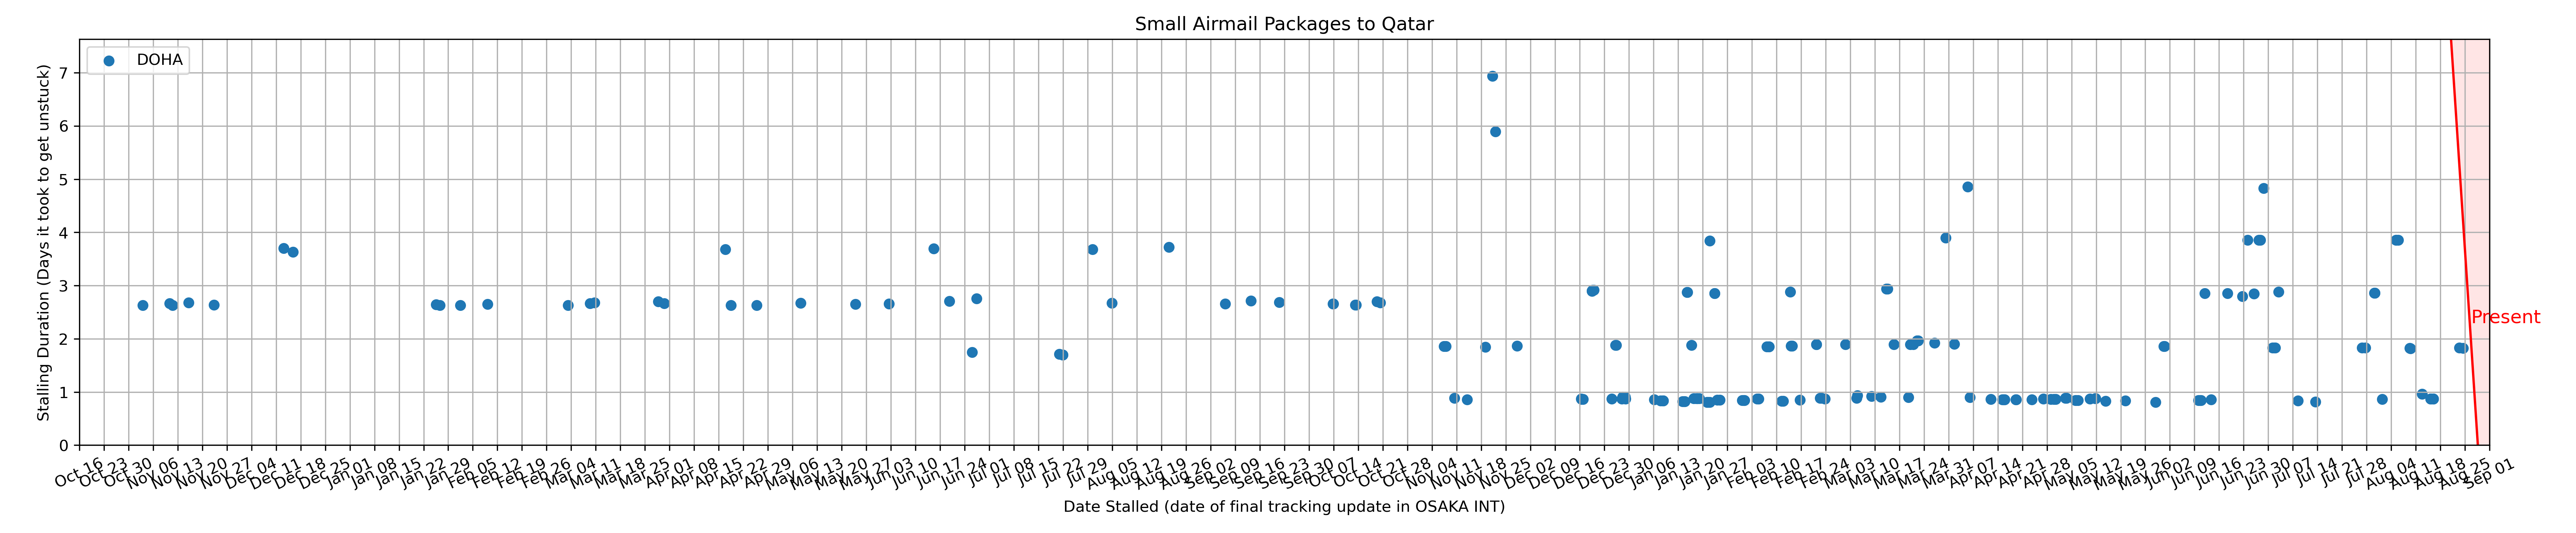 Small Airmail Packages to Qatar
DOHA
Stalling Duration (Days it took to get unstuck)
7
6
5
4
3
2
1
0
Present
Oct 16
Oct 23
Oct 30
Nov 06
Nov 13
Nov 20
Nov 27
Dec 04
Dec 11
Dec 18
Dec 25
Jan 01
Jan 08
Jan 15
Jan 22
Jan 29
Feb 05
Feb 12
Feb 19
Feb 26
Mar 04
Mar 11
Mar 18
Mar 25
Apr 01
Apr 08
Apr 15
Apr 22
Apr 29
May 06
May 13
May 20
May 27
Jun 03
Jun 10
Jun 17
Jun 24
Jul 01
Jul 08
Jul 15
Jul 22
Jul 29
Aug 05
Aug 12
Aug 19
Aug 26
Sep 02
Sep 09
Sep 16
Sep 23
Sep 30
Oct 07
Oct 14
Oct 21
Oct 28
Nov 04
Nov 11
Nov 18
Nov 25
Dec 02
Dec 09
Dec 16
Dec 23
Dec 30
Jan 06
Jan 13
Jan 20
Jan 27
Feb 03
Feb 10
Feb 17
Feb 24
Mar 03
Mar 10
Mar 17
Mar 24
Mar 31
Apr 07
Apr 14
Apr 21
Apr 28
May 05
May 12
May 19
May 26
Jun 02
Jun 09
Jun 16
Jun 23
Jun 30
Jul 07
Jul 14
Jul 21
Jul 28
Aug 04
Aug 11
Aug 18
Aug 25
Sep 01
Date Stalled (date of final tracking update in OSAKA INT)